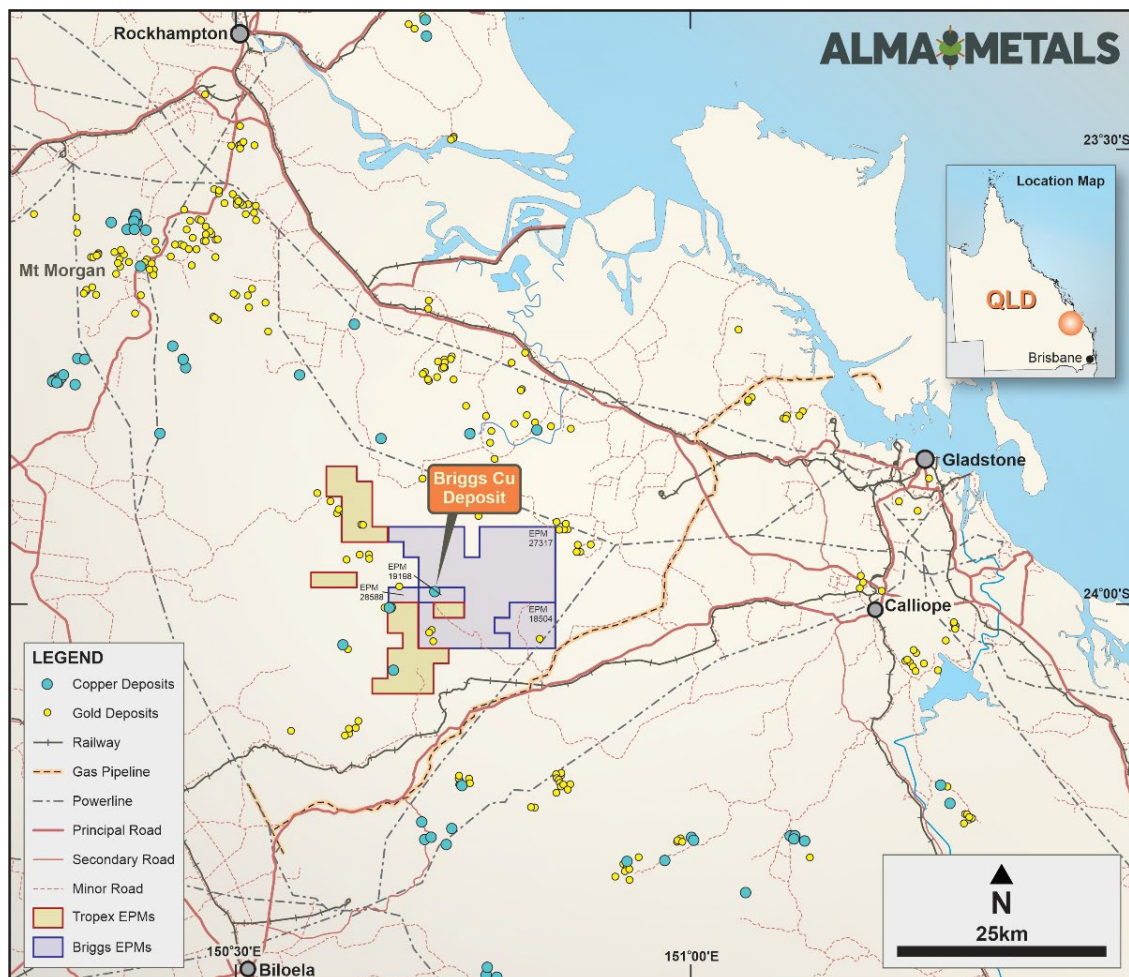 Rockhampton
ALMA METALS
23°30'S
Location Map
QLD
Brisbane
Mt Morgan
Gladstone
Briggs Cu
Deposit
EPM
27317
EPM
19198
EPM
28588
EPM
18504
24°00'S
Calliope
LEGEND
Copper Deposits
Gold Deposits
Railway
Gas Pipeline
Powerline
Principal Road
Secondary Road
Minor Road
Tropex EPMs
Briggs EPMs
N
25km
150°30'E
151°00'E
Biloela